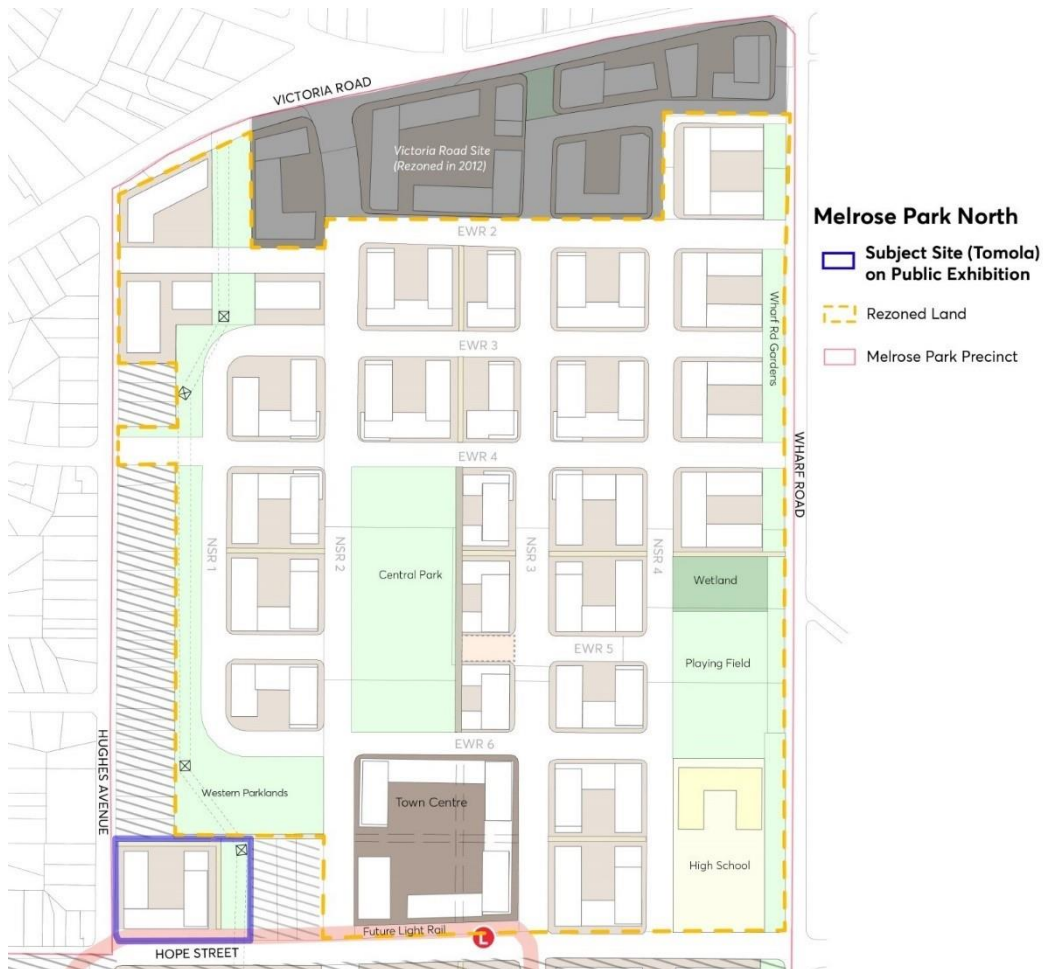 VICTORIA ROAD
Victoria Road Site
(Rezoned in 2012)
Melrose Park North
Subject Site (Tomola)
on Public Exhibition
Rezoned Land
Melrose Park Precinct
EWR 2
Wharf Rd Gardens
EWR 3
WHARF ROAD
EWR 4
NSR 1
NSR 2
Central Park
NSR 3
NSR 4
Wetland
EWR 5
Playing Field
HUGHES AVENUE
EWR 6
Western Parklands
Town Centre
High School
Future Light Rail
L
HOPE STREET